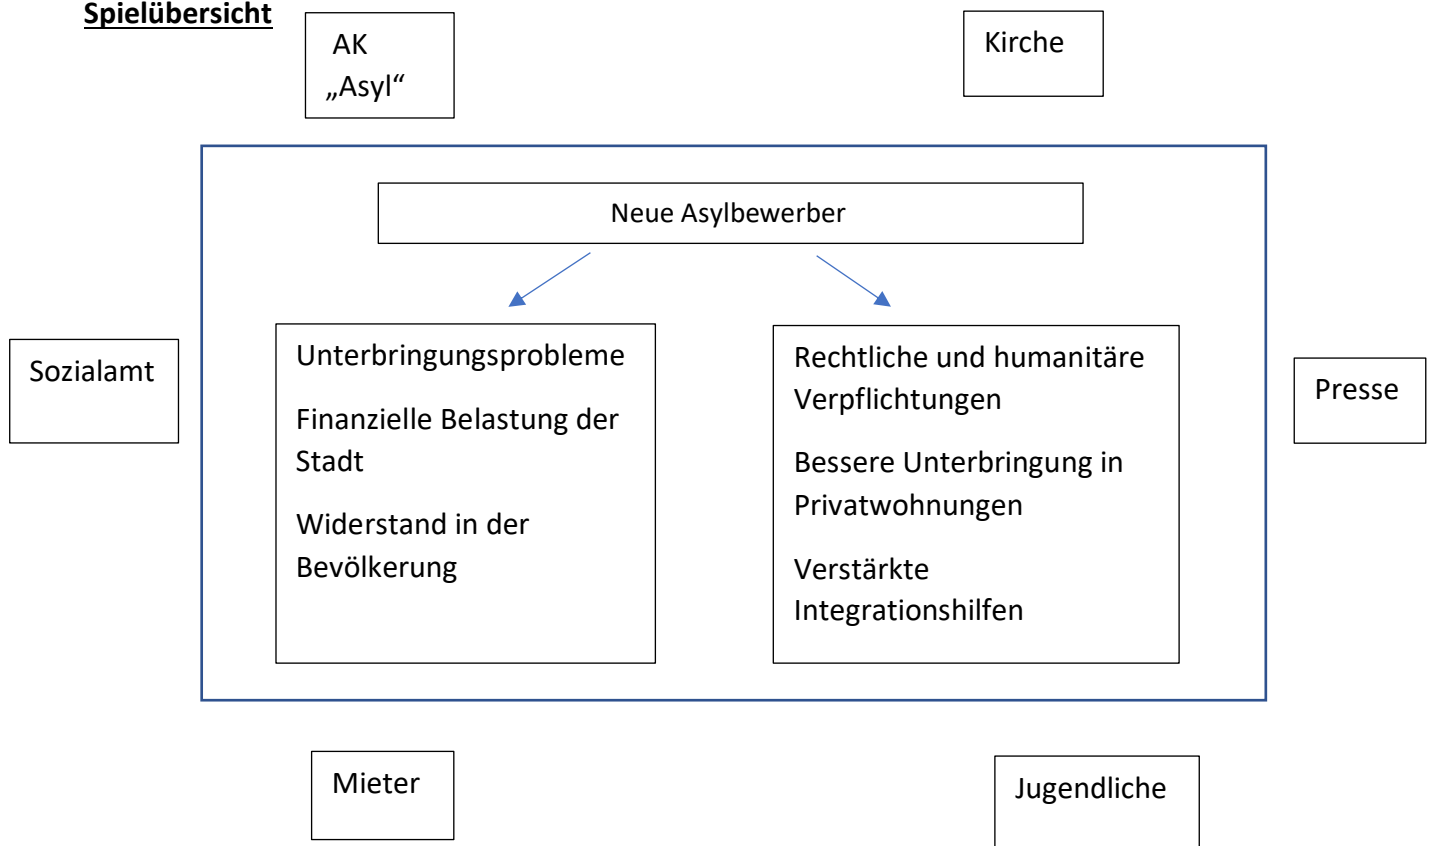 Spielübersicht
AK
„Asyl“
Kirche
Neue Asylbewerber
Sozialamt
Unterbringungsprobleme
Finanzielle Belastung der
Stadt
Widerstand in der
Bevölkerung
Rechtliche und humanitäre
Verpflichtungen
Bessere Unterbringung in
Privatwohnungen
Verstärkte
Integrationshilfen
Presse
Mieter
Jugendliche